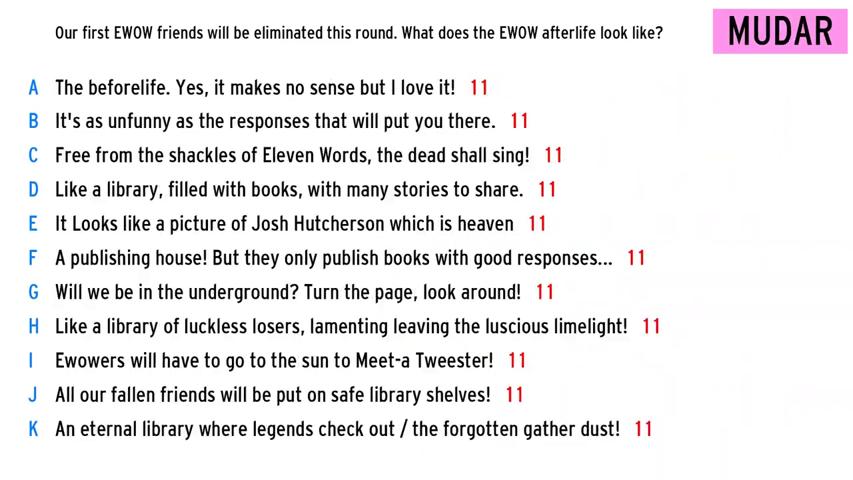 Our first EWOW friends will be eliminated this round. What does the EWOW afterlife look like?
MUDAR
A The beforelife. Yes, it makes no sense but I love it! 11
B It's as unfunny as the responses that will put you there. 11
C Free from the shackles of Eleven Words, the dead shall sing! 11
D Like a library, filled with books, with many stories to share. 11
E It Looks like a picture of Josh Hutcherson which is heaven 11
F A publishing house! But they only publish books with good responses... 11
G Will we be in the underground? Turn the page, look around! 11
H Like a library of luckless losers, lamenting leaving the luscious limelight! 11
I Ewowers will have to go to the sun to Meet-a Tweester! 11
J All our fallen friends will be put on safe library shelves! 11
K An eternal library where legends check out / the forgotten gather dust! 11